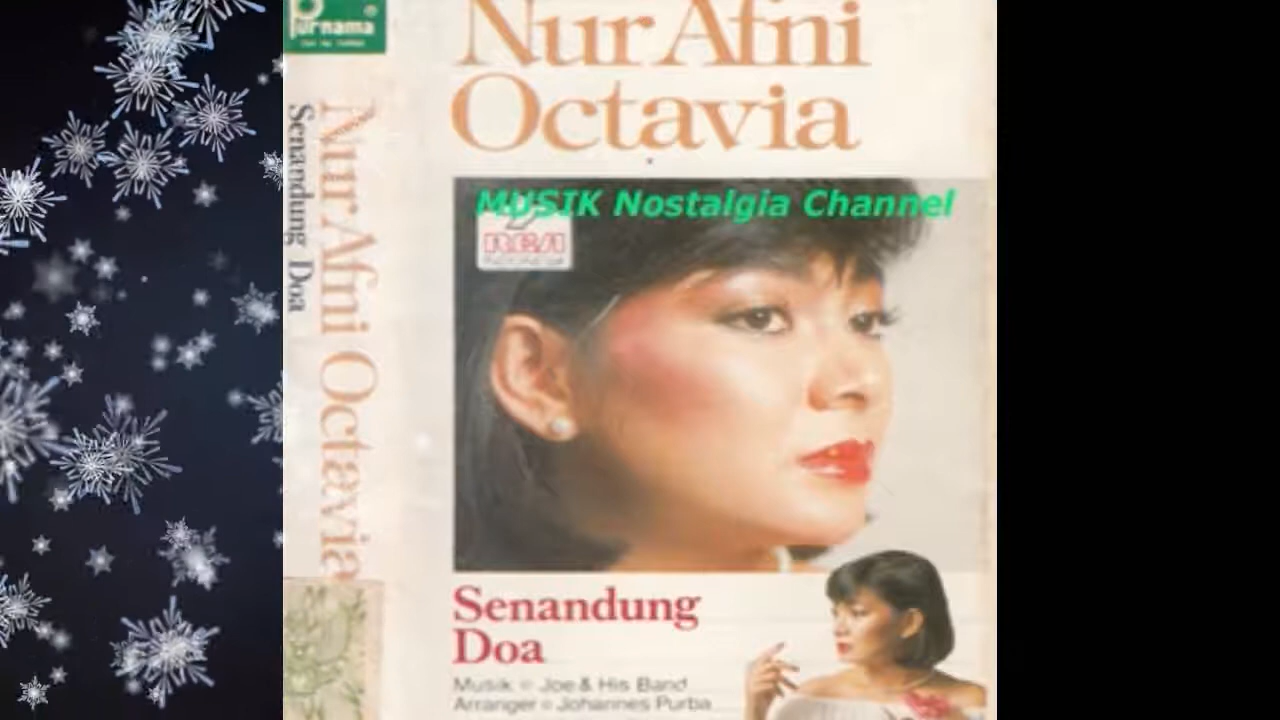 Purnama
Nur Afni
Octavia
Nur Afni Octavia
Senandung Doa
MUSIK Nostalgia Channel
RCA
Senandung
Doa
Musik = Joe & His Band
Arranger = Johannes Purba